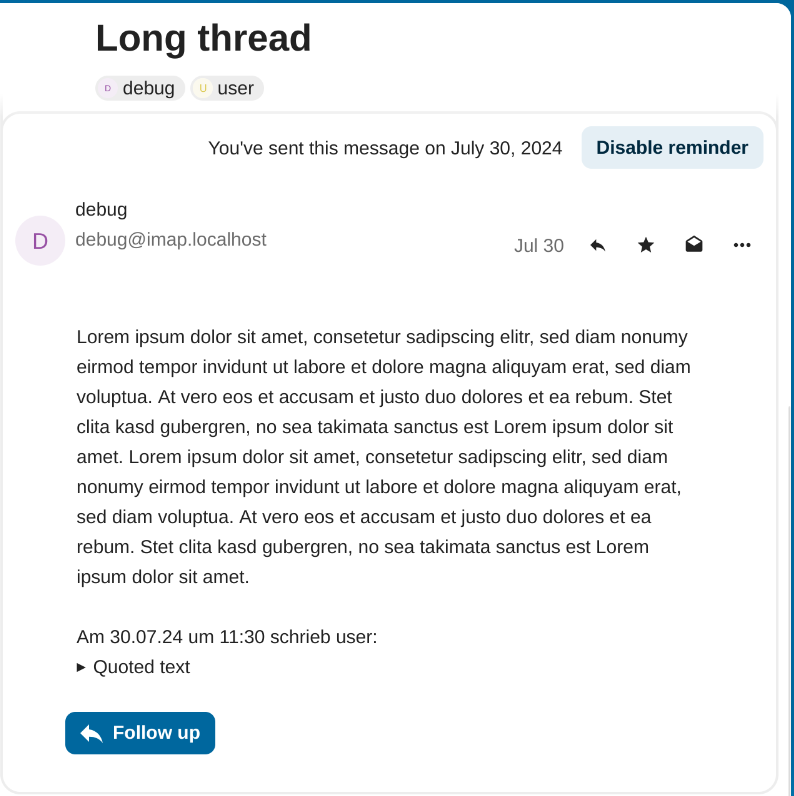 Long thread
D debug U user
You've sent this message on July 30, 2024 Disable reminder
debug
D debug@imap.localhost Jul 30
Lorem ipsum dolor sit amet, consetetur sadipscing elitr, sed diam nonumy
eirmod tempor invidunt ut labore et dolore magna aliquyam erat, sed diam
voluptua. At vero eos et accusam et justo duo dolores et ea rebum. Stet
clita kasd gubergren, no sea takimata sanctus est Lorem ipsum dolor sit
amet. Lorem ipsum dolor sit amet, consetetur sadipscing elitr, sed diam
nonumy eirmod tempor invidunt ut labore et dolore magna aliquyam erat,
sed diam voluptua. At vero eos et accusam et justo duo dolores et ea
rebum. Stet clita kasd gubergren, no sea takimata sanctus est Lorem
ipsum dolor sit amet.
Am 30.07.24 um 11:30 schrieb user:
Quoted text
Follow up